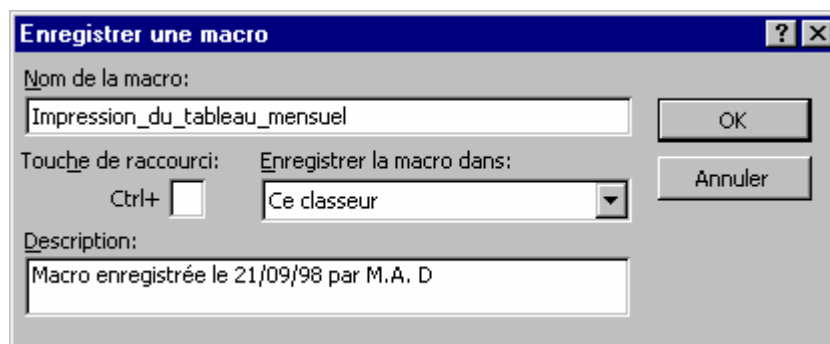 Enregistrer une macro
Nom de la macro:
Impression_du_tableau_mensuel
OK
Touche de raccourci: Enregistrer la macro dans:
Ctrl+ Ce classeur
Annuler
Description:
Macro enregistrée le 21/09/98 par M.A. D